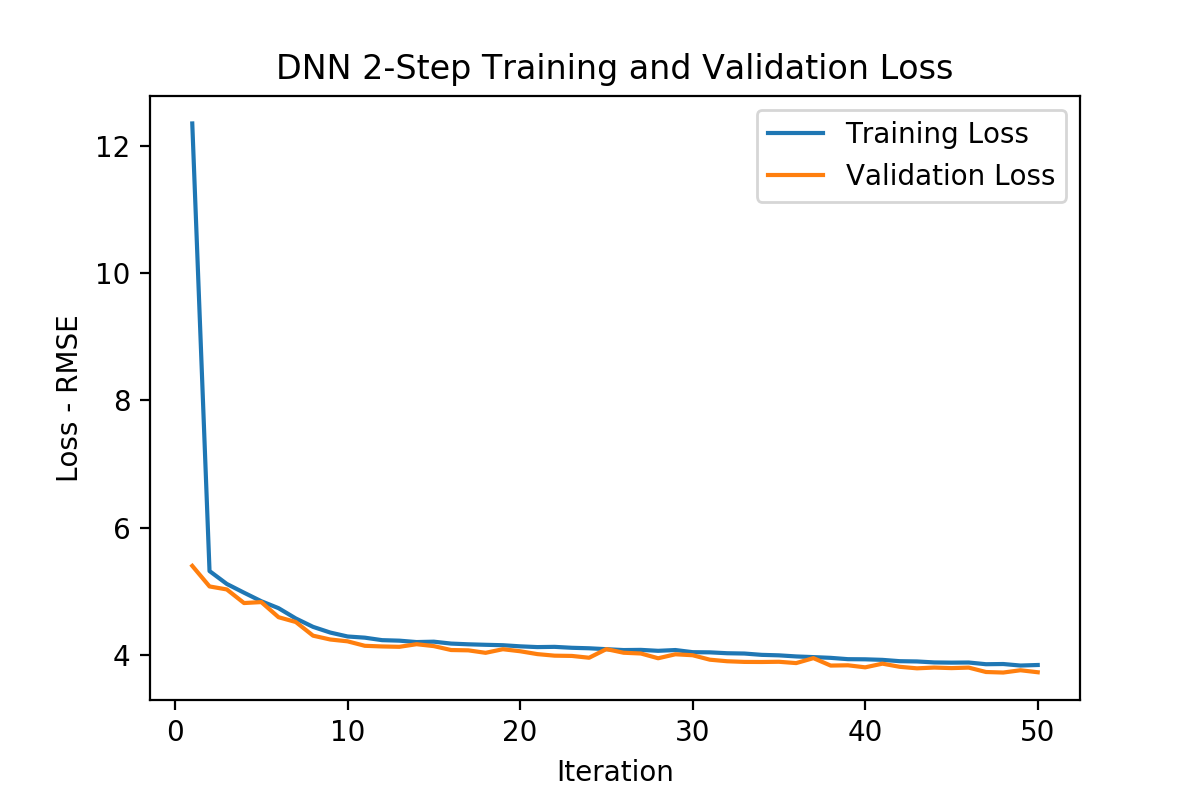 DNN 2-Step Training and Validation Loss
Training Loss
Validation Loss
12
10
8
6
4
Loss - RMSE
0 10 20 30 40 50
Iteration